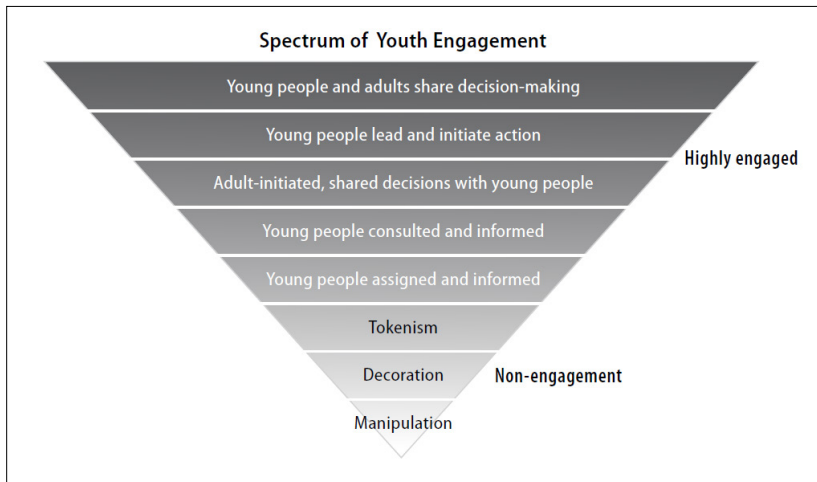 Spectrum of Youth Engagement
Young people and adults share decision-making
Young people lead and initiate action
Highly engaged
Adult-initiated, shared decisions with young people
Young people consulted and informed
Young people assigned and informed
Tokenism
Decoration
Non-engagement
Manipulation